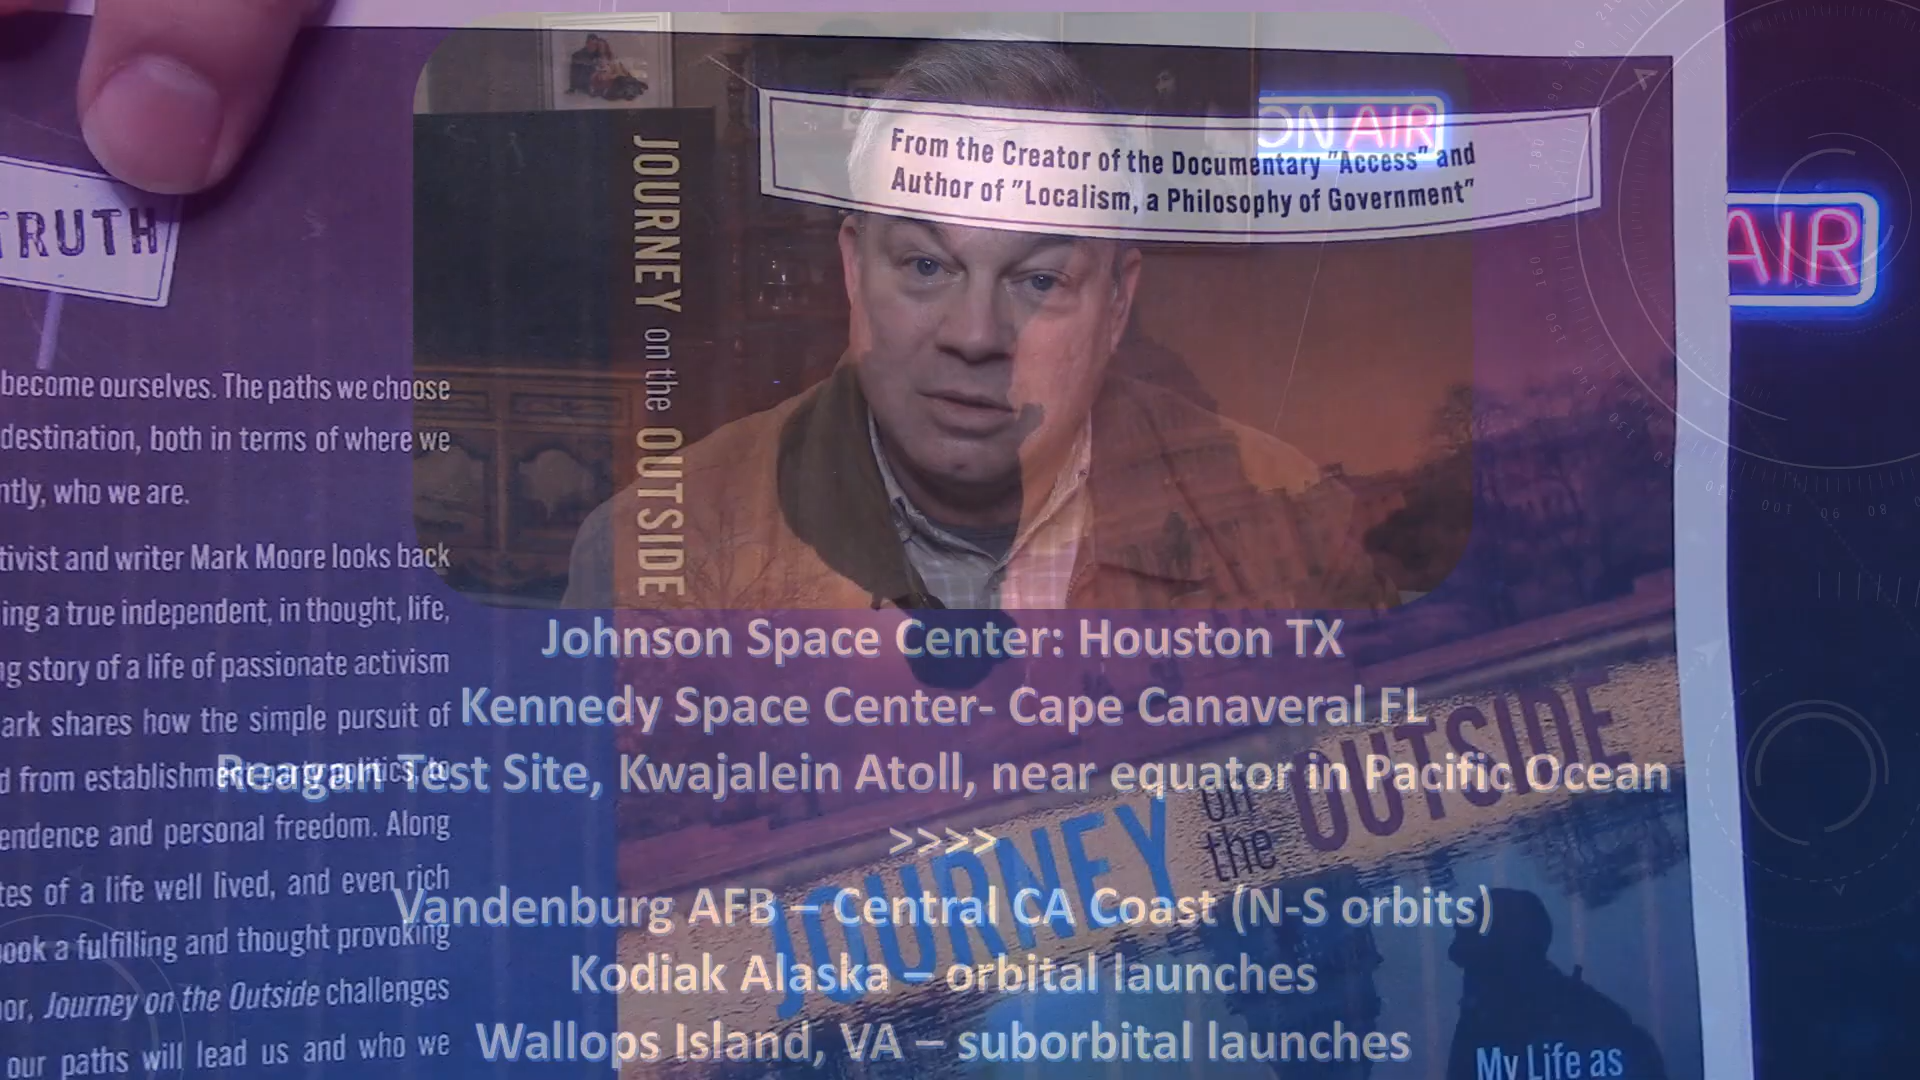 TRUTH
become ourselves. The paths we choose
destination, both in terms of where we
ntly, who we are.
tivist and writer Mark Moore looks back
ing a true independent, in thought, life,
ng story of a life of passionate activism
ark shares how the simple pursuit of
d from establishment
endence and personal freedom. Along
tes of a life well lived, and even rich
ook a fulfilling and thought provoking
or, Journey on the Outside challenges
our paths will lead us and who we
JOURNEY on the OUTSIDE
From the Creator of the Documentary "Access" and
Author of "Localism, a Philosophy of Government"
ON AIR
AIR
JOURNEY on the OUTSIDE
My Life as
Johnson Space Center: Houston TX
Kennedy Space Center- Cape Canaveral FL
Reagan Test Site, Kwajalein Atoll, near equator in Pacific Ocean
>>>>
Vandenburg AFB – Central CA Coast (N-S orbits)
Kodiak Alaska – orbital launches
Wallops Island, VA – suborbital launches